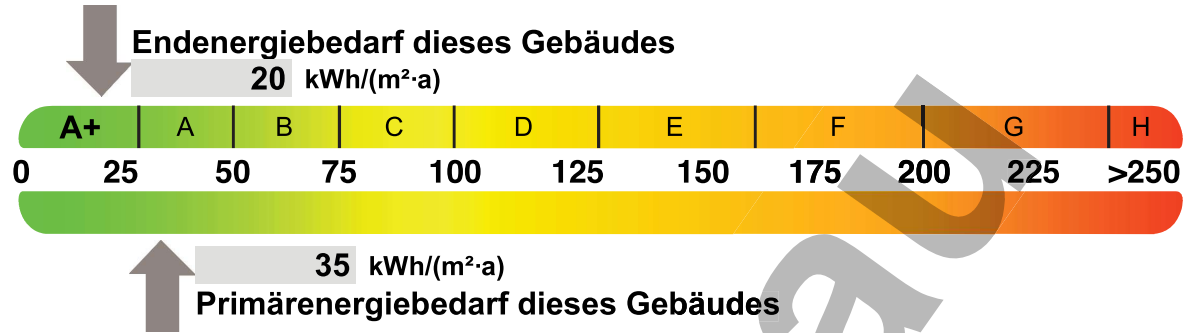 Endenergiebedarf dieses Gebäudes
20 kWh/(m²·a)
A+ A B C D E F G H
0 25 50 75 100 125 150 175 200 225 >250
35 kWh/(m²·a)
Primärenergiebedarf dieses Gebäudes
au